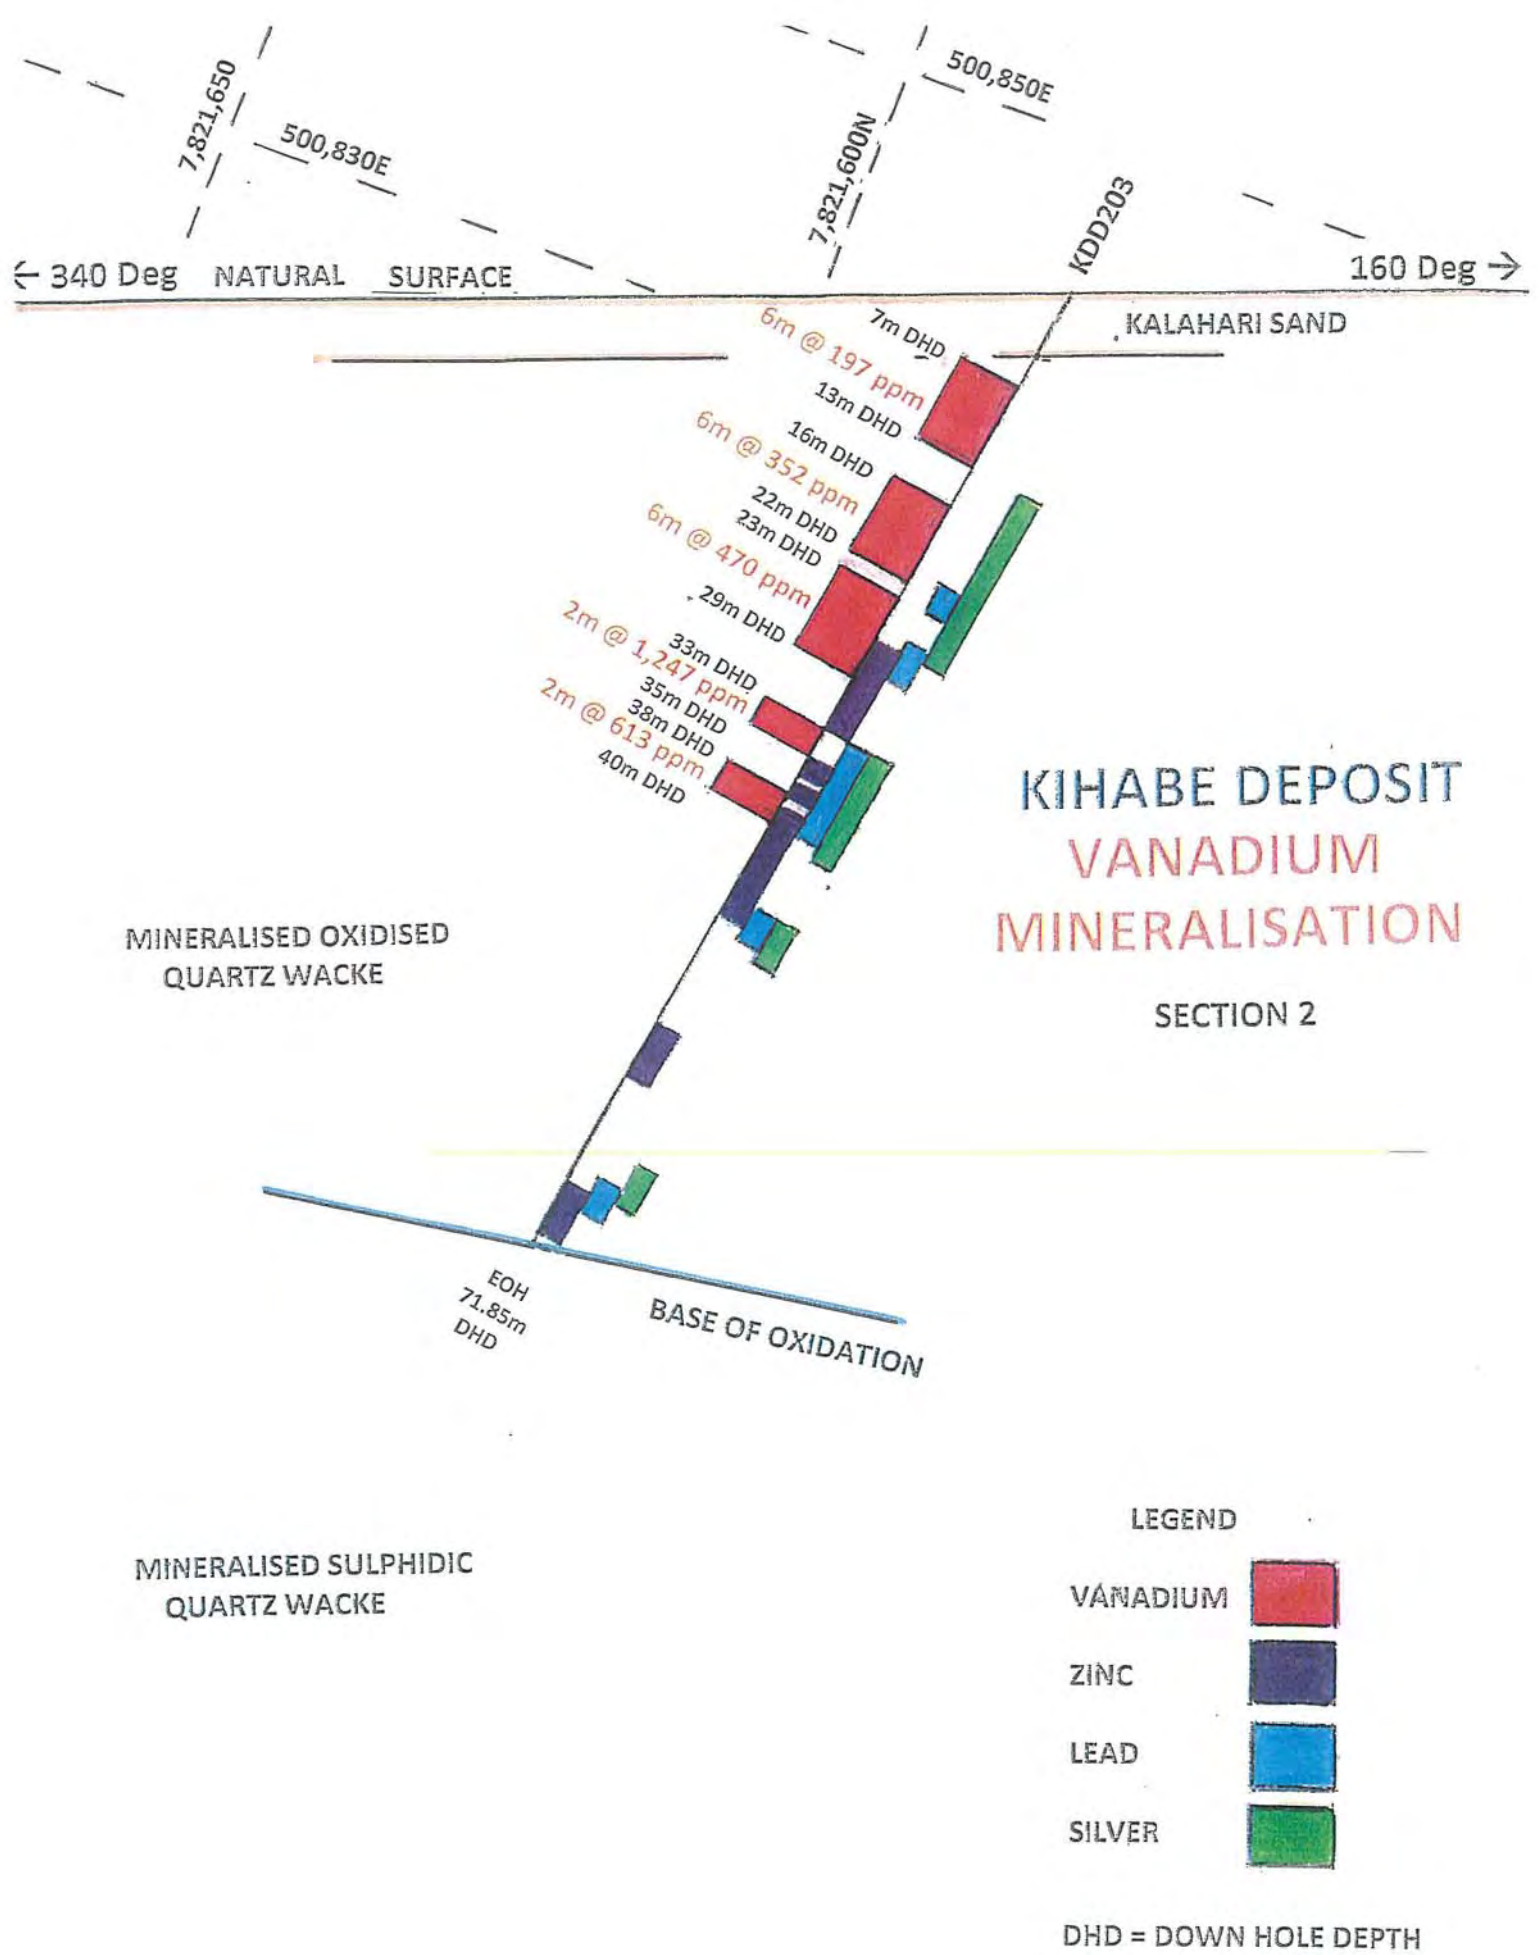 7,821,650
500,830E
7,821,600N
500,850E
KDD203
← 340 Deg NATURAL SURFACE
160 Deg →
KALAHARI SAND
7m DHD
6m @ 197 ppm
13m DHD
16m DHD
6m @ 352 ppm
22m DHD
23m DHD
6m @ 470 ppm
29m DHD
33m DHD
2m @ 1,247 ppm
35m DHD
38m DHD
2m @ 613 ppm
40m DHD
KIHABE DEPOSIT
VANADIUM
MINERALISATION
SECTION 2
MINERALISED OXIDISED
QUARTZ WACKE
EOH
71.85m
DHD
BASE OF OXIDATION
MINERALISED SULPHIDIC
QUARTZ WACKE
LEGEND
VANADIUM
ZINC
LEAD
SILVER
DHD = DOWN HOLE DEPTH